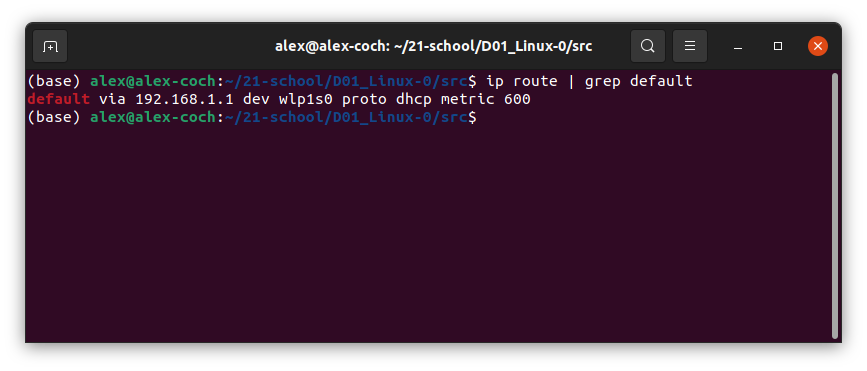 alex@alex-coch: ~/21-school/D01_Linux-0/src
(base) alex@alex-coch:~/21-school/D01_Linux-0/src$ ip route | grep default
default via 192.168.1.1 dev wlp1s0 proto dhcp metric 600
(base) alex@alex-coch:~/21-school/D01_Linux-0/src$